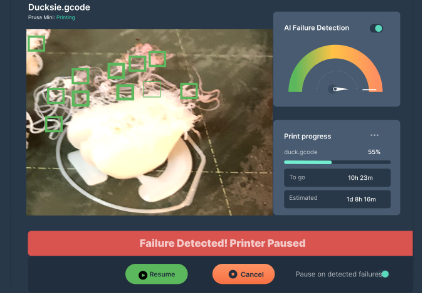 Ducksie.gcode
Prusa Mini: Printing
AI Failure Detection
Print progress
duck.gcode 55%
To go 10h 23m
Estimated 1d 8h 16m
Failure Detected! Printer Paused
Resume
Cancel
Pause on detected failures